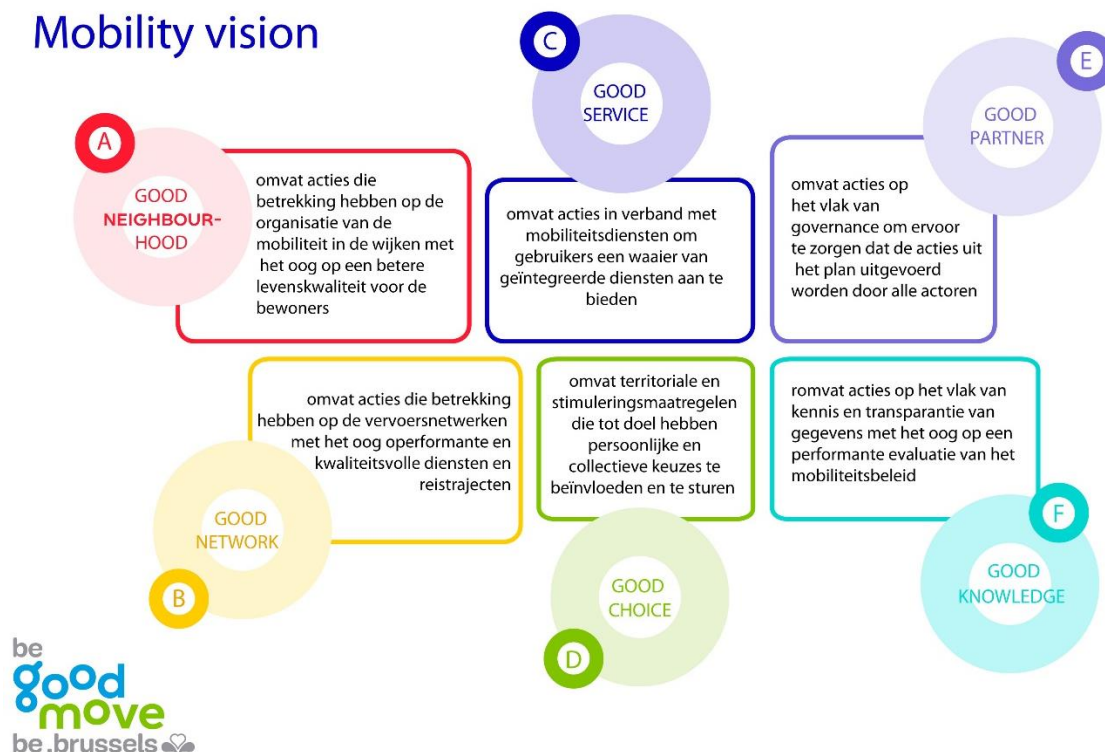 Mobility vision
A
GOOD
NEIGHBOUR-
HOOD
omvat acties die
betrekking hebben op de
organisatie van de
mobiliteit in de wijken met
het oog op een betere
levenskwaliteit voor de
bewoners
C
GOOD
SERVICE
omvat acties in verband met
mobiliteitsdiensten om
gebruikers een waaier van
geïntegreerde diensten aan te
bieden
E
GOOD
PARTNER
omvat acties op
het vlak van
governance om ervoor
te zorgen dat de acties uit
het plan uitgevoerd
worden door alle actoren
omvat acties die betrekking
hebben op de vervoersnetwerken
met het oog operformante en
kwaliteitsvolle diensten en
reistrajecten
GOOD
NETWORK
B
omvat territoriale en
stimuleringsmaatregelen
die tot doel hebben
persoonlijke en
collectieve keuzes te
beïnvloeden en te sturen
GOOD
CHOICE
D
romvat acties op het vlak van
kennis en transparantie van
gegevens met het oog op een
performante evaluatie van het
mobiliteitsbeleid
F
GOOD
KNOWLEDGE
be
good
move
be.brussels